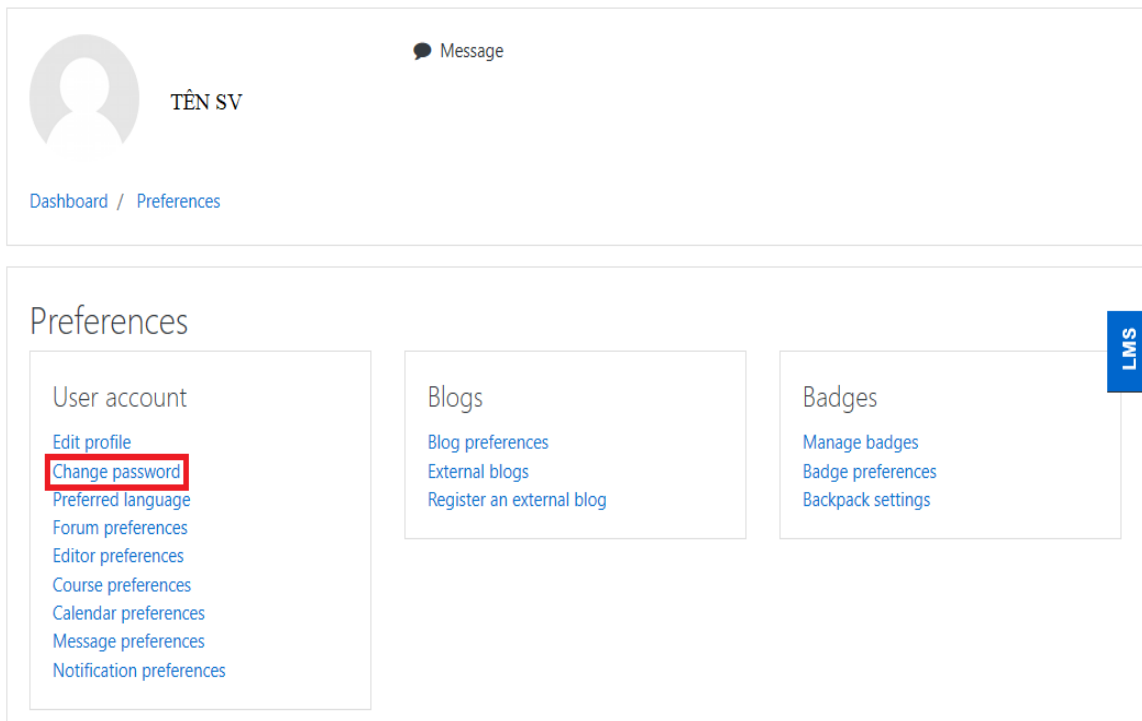 Message
TÊN SV
Dashboard / Preferences
Preferences
LMS
User account
Edit profile
Change password
Preferred language
Forum preferences
Editor preferences
Course preferences
Calendar preferences
Message preferences
Notification preferences
Blogs
Blog preferences
External blogs
Register an external blog
Badges
Manage badges
Badge preferences
Backpack settings